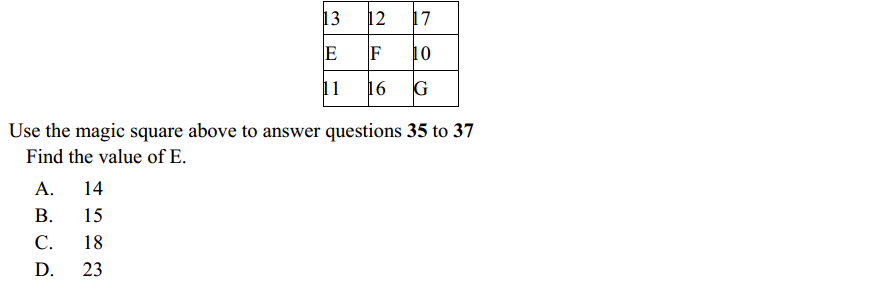 13 12 17
E F 10
11 16 G
Use the magic square above to answer questions 35 to 37
Find the value of E.
A. 14
B. 15
C. 18
D. 23